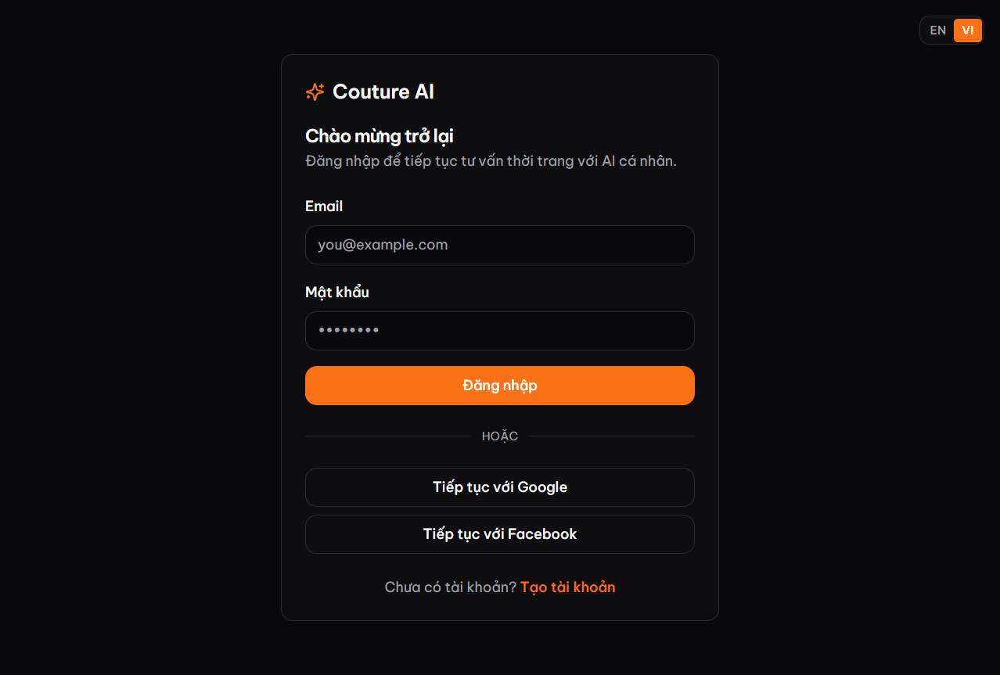 EN VI
Couture AI
Chào mừng trở lại
Đăng nhập để tiếp tục tư vấn thời trang với AI cá nhân.
Email
you@example.com
Mật khẩu
••••••••
Đăng nhập
HOẶC
Tiếp tục với Google
Tiếp tục với Facebook
Chưa có tài khoản? Tạo tài khoản